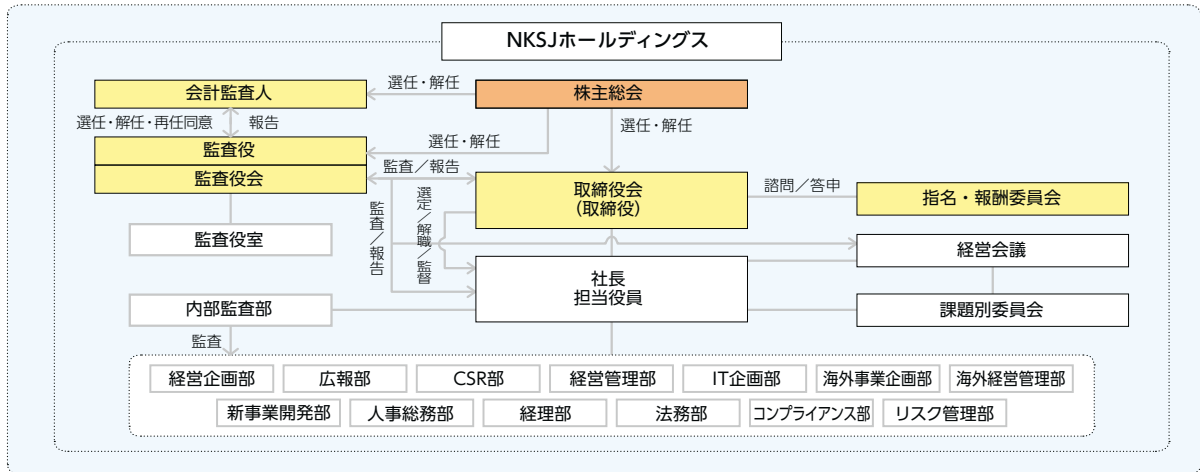 NKSJホールディングス
会計監査人
選任・解任
株主総会
選任・解任・再任同意
報告
選任・解任
監査役
選任・解任
監査役会
監査／報告
取締役会
(取締役)
諮問／答申
指名・報酬委員会
監査役室
監査／報告
選定／解職／監督
経営会議
社長
担当役員
内部監査部
課題別委員会
監査
経営企画部
広報部
CSR部
経営管理部
IT企画部
海外事業企画部
海外経営管理部
新事業開発部
人事総務部
経理部
法務部
コンプライアンス部
リスク管理部